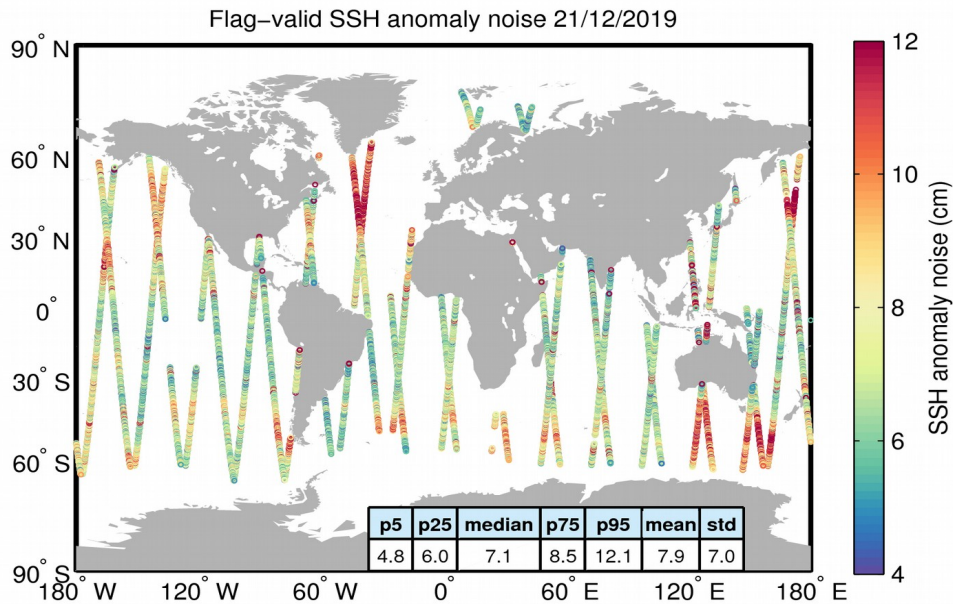 Flag−valid SSH anomaly noise 21/12/2019
90° N
60° N
30° N
0°
30° S
60° S
90° S
180° W
120° W
60° W
0°
60° E
120° E
180° E
p5 p25 median p75 p95 mean std
4.8 6.0 7.1 8.5 12.1 7.9 7.0
12
10
8
6
4
SSH anomaly noise (cm)